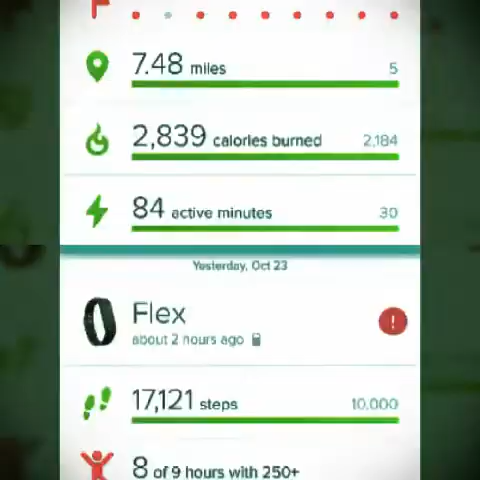 7.48 miles 5
2,839 calories burned 2,184
84 active minutes 30
Yesterday, Oct 23
Flex
about 2 hours ago
17,121 steps 10,000
8 of 9 hours with 250+